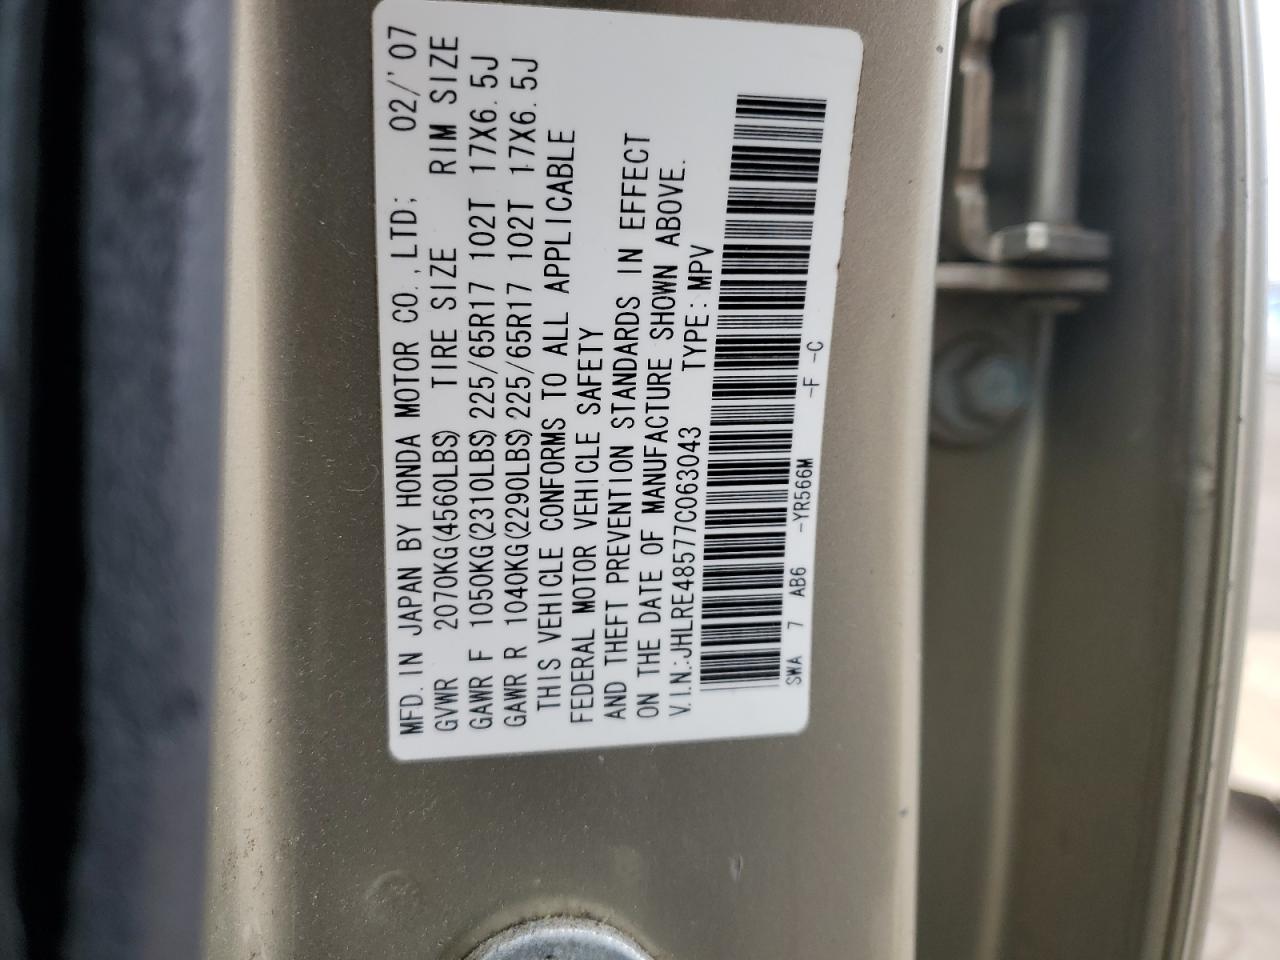 MFD. IN JAPAN BY HONDA MOTOR CO.,LTD; 02/'07
GVWR 2070KG(4560LBS) TIRE SIZE RIM SIZE
GAWR F 1050KG(2310LBS) 225/65R17 102T 17X6.5J
GAWR R 1040KG(2290LBS) 225/65R17 102T 17X6.5J
THIS VEHICLE CONFORMS TO ALL APPLICABLE
FEDERAL MOTOR VEHICLE SAFETY
AND THEFT PREVENTION STANDARDS IN EFFECT
ON THE DATE OF MANUFACTURE SHOWN ABOVE.
V.I.N.:JHLRE48577C063043 TYPE: MPV
SWA 7 AB6 -YR566M -F -C